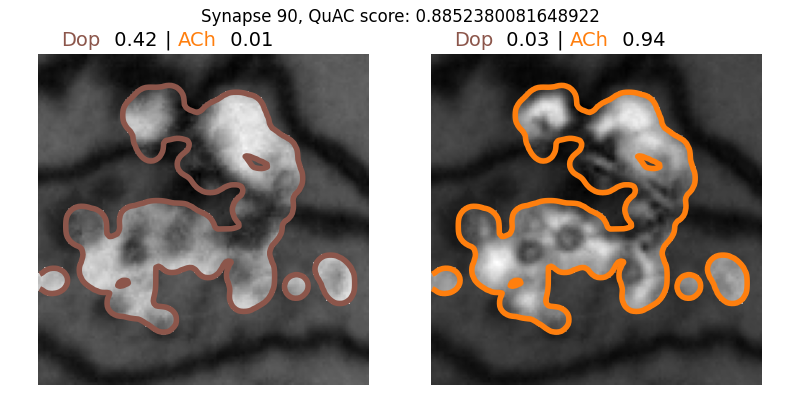 Synapse 90, QuAC score: 0.8852380081648922
Dop 0.42 | ACh 0.01
Dop 0.03 | ACh 0.94